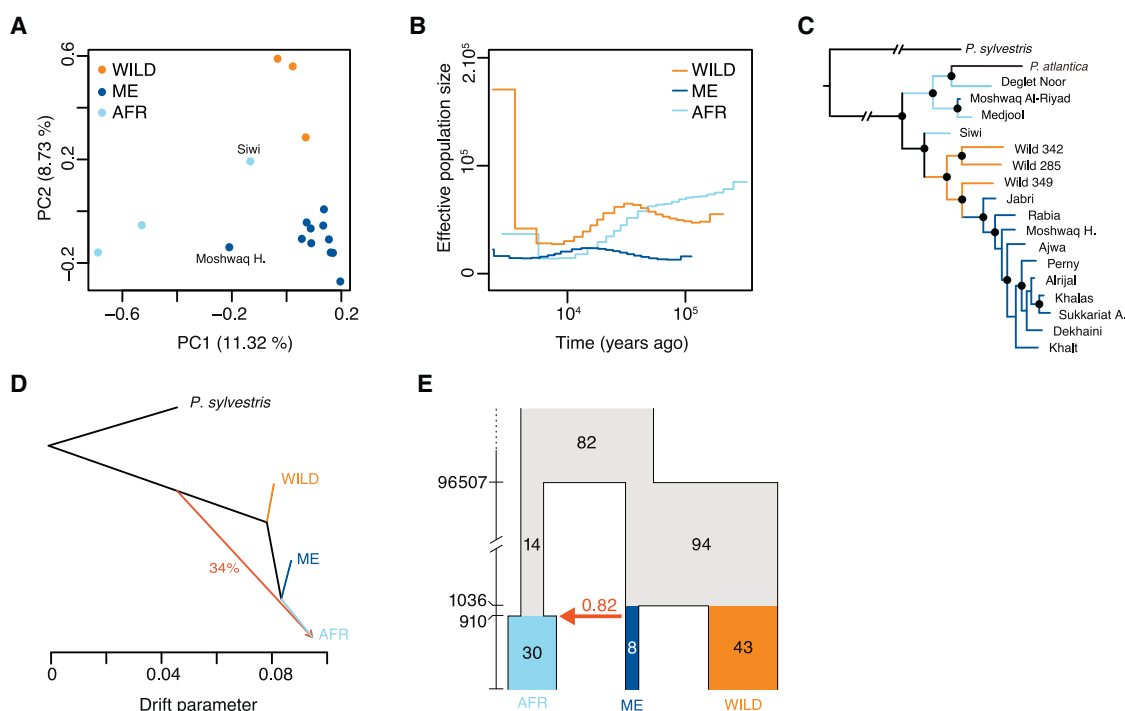 A
0.6
0.2
−0.2
PC2 (8.73 %)
WILD
ME
AFR
Siwi
Moshwaq H.
−0.6
−0.2
0.2
PC1 (11.32 %)
B
Effective population size
2.10⁵
10⁵
0
WILD
ME
AFR
10⁴
10⁵
Time (years ago)
C
P. sylvestris
P. atlantica
Deglet Noor
Moshwaq Al-Riyad
Medjool
Siwi
Wild 342
Wild 285
Wild 349
Jabri
Rabia
Moshwaq H.
Ajwa
Perny
Alrijal
Khalas
Sukkariat A.
Dekhaini
Khalt
D
P. sylvestris
WILD
ME
34%
AFR
0
0.04
0.08
Drift parameter
E
82
96507
14
94
1036
910
0.82
30
8
43
AFR
ME
WILD